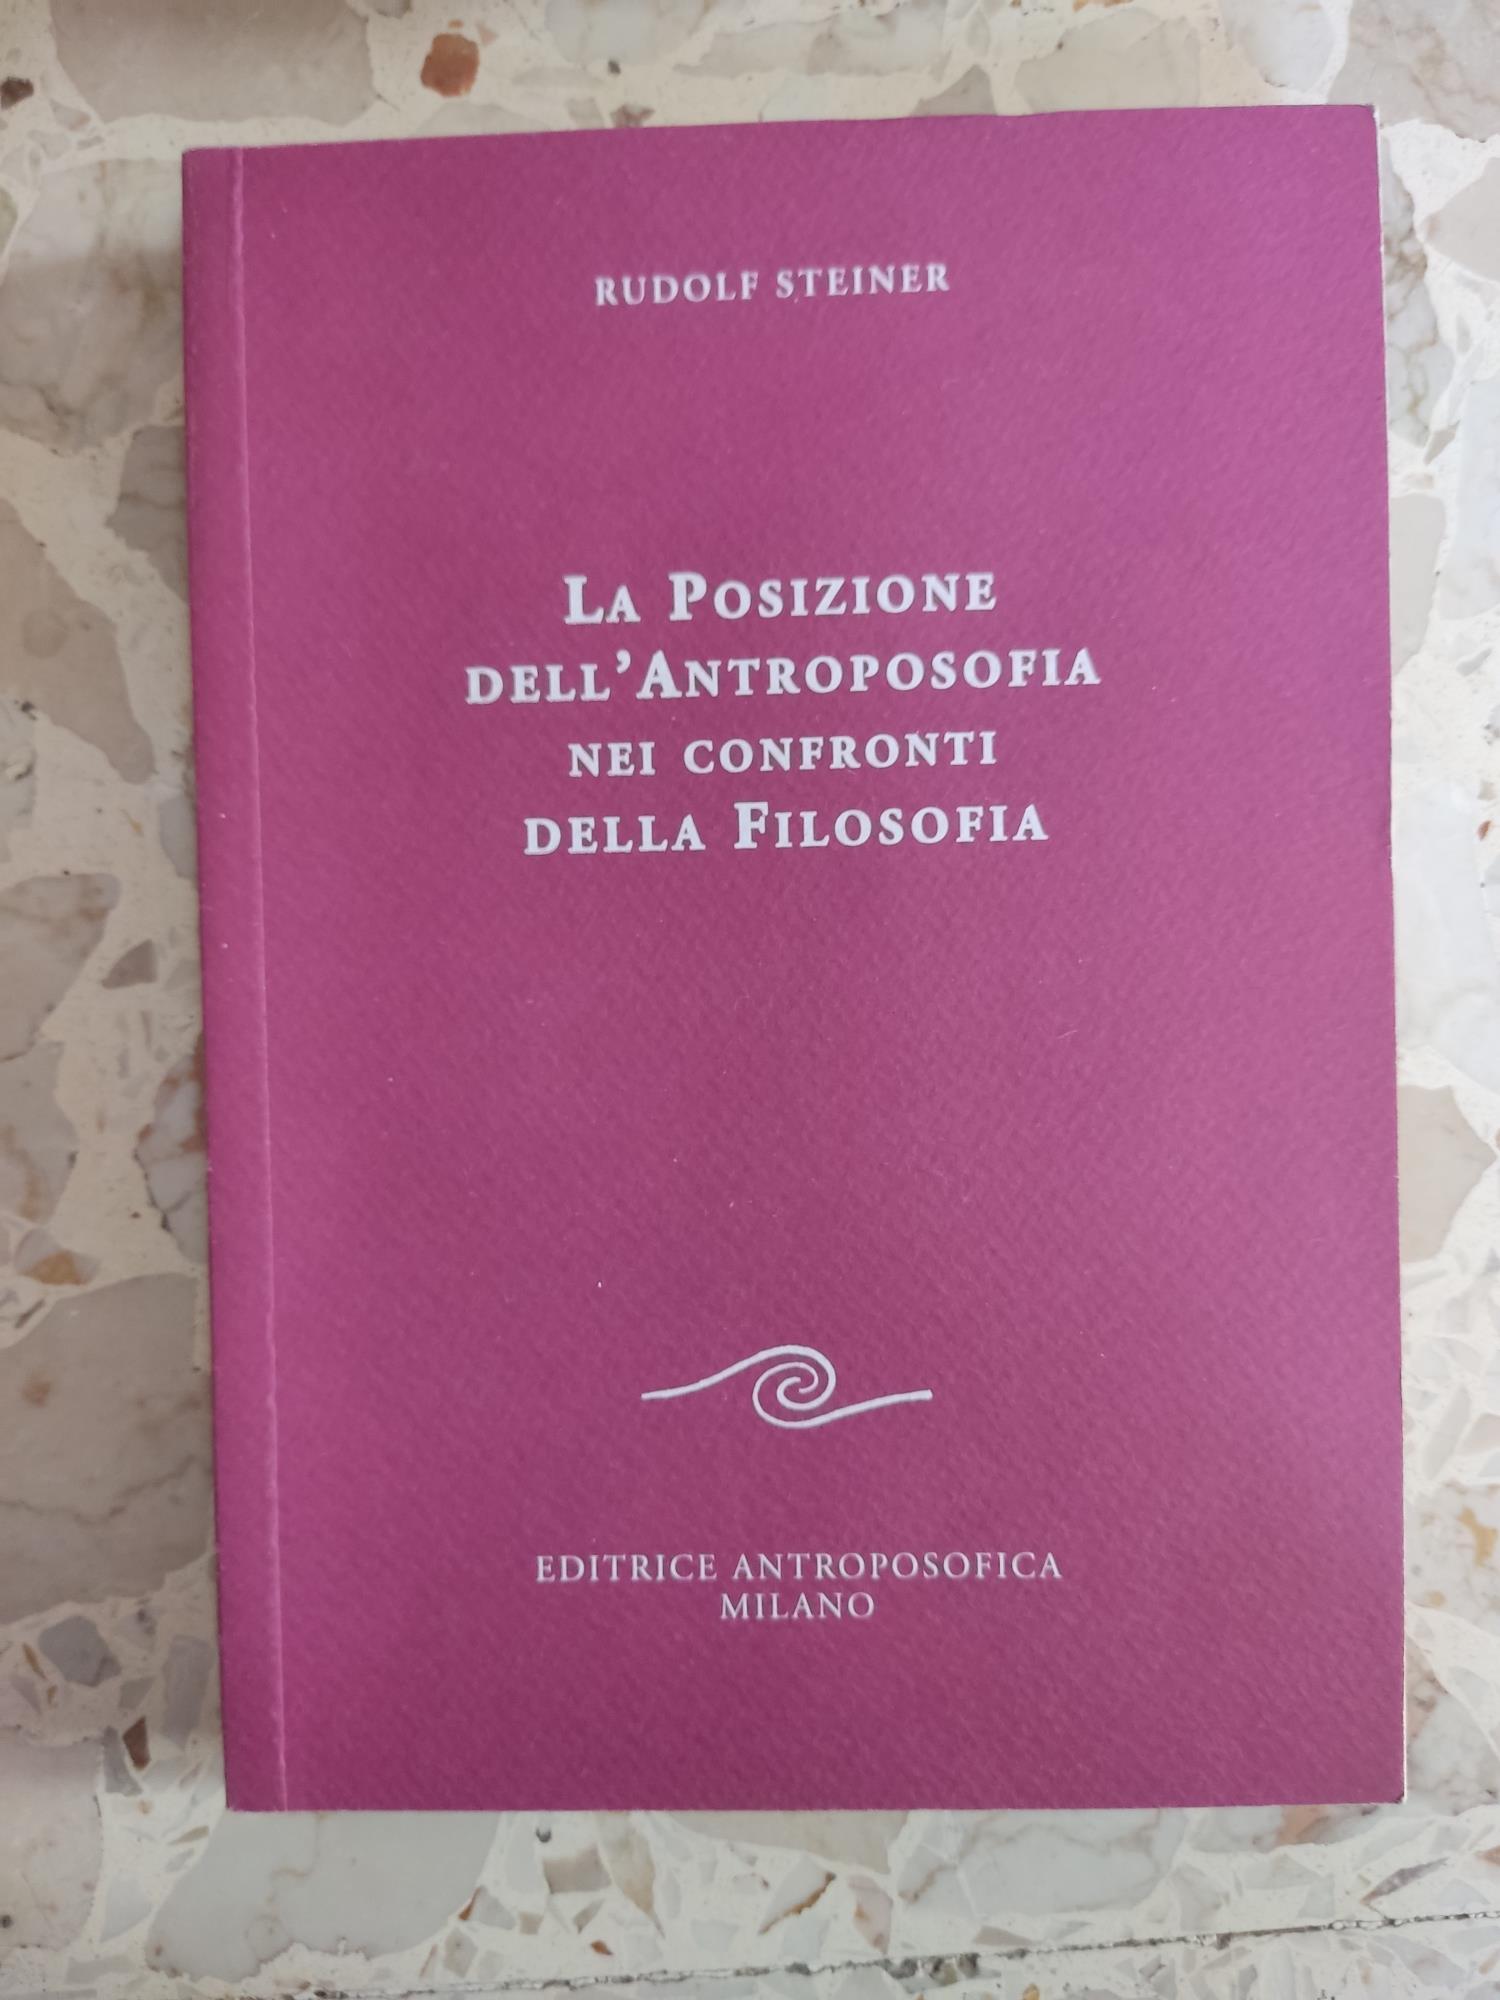 RUDOLF STEINER
LA POSIZIONE
DELL'ANTROPOSOFIA
NEI CONFRONTI
DELLA FILOSOFIA
EDITRICE ANTROPOSOFICA
MILANO